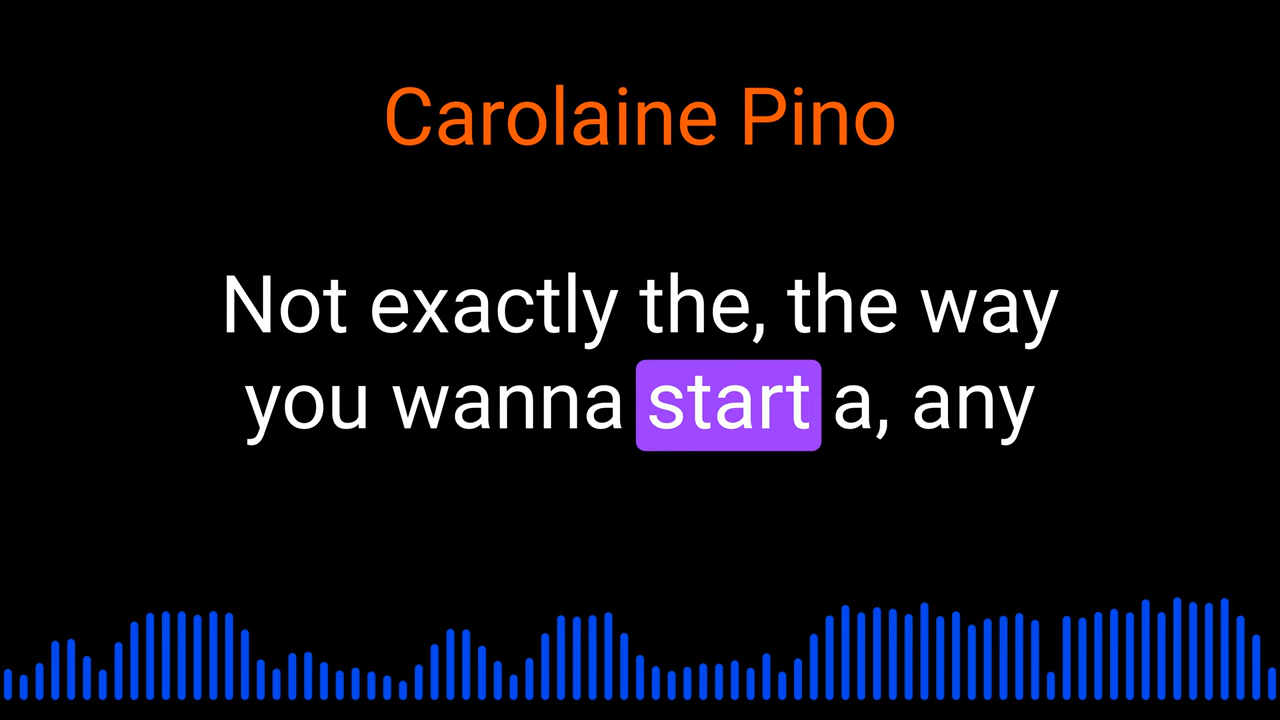 Carolaine Pino
Not exactly the, the way
you wanna start a, any